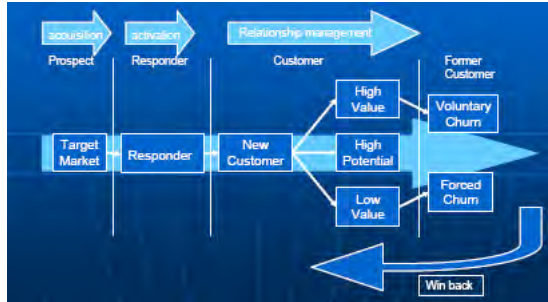 acquisition
activation
Relationship management
Prospect
Responder
Customer
Former
Customer
High
Value
Voluntary
Churn
Target
Market
Responder
New
Customer
High
Potential
Low
Value
Forced
Churn
Win back